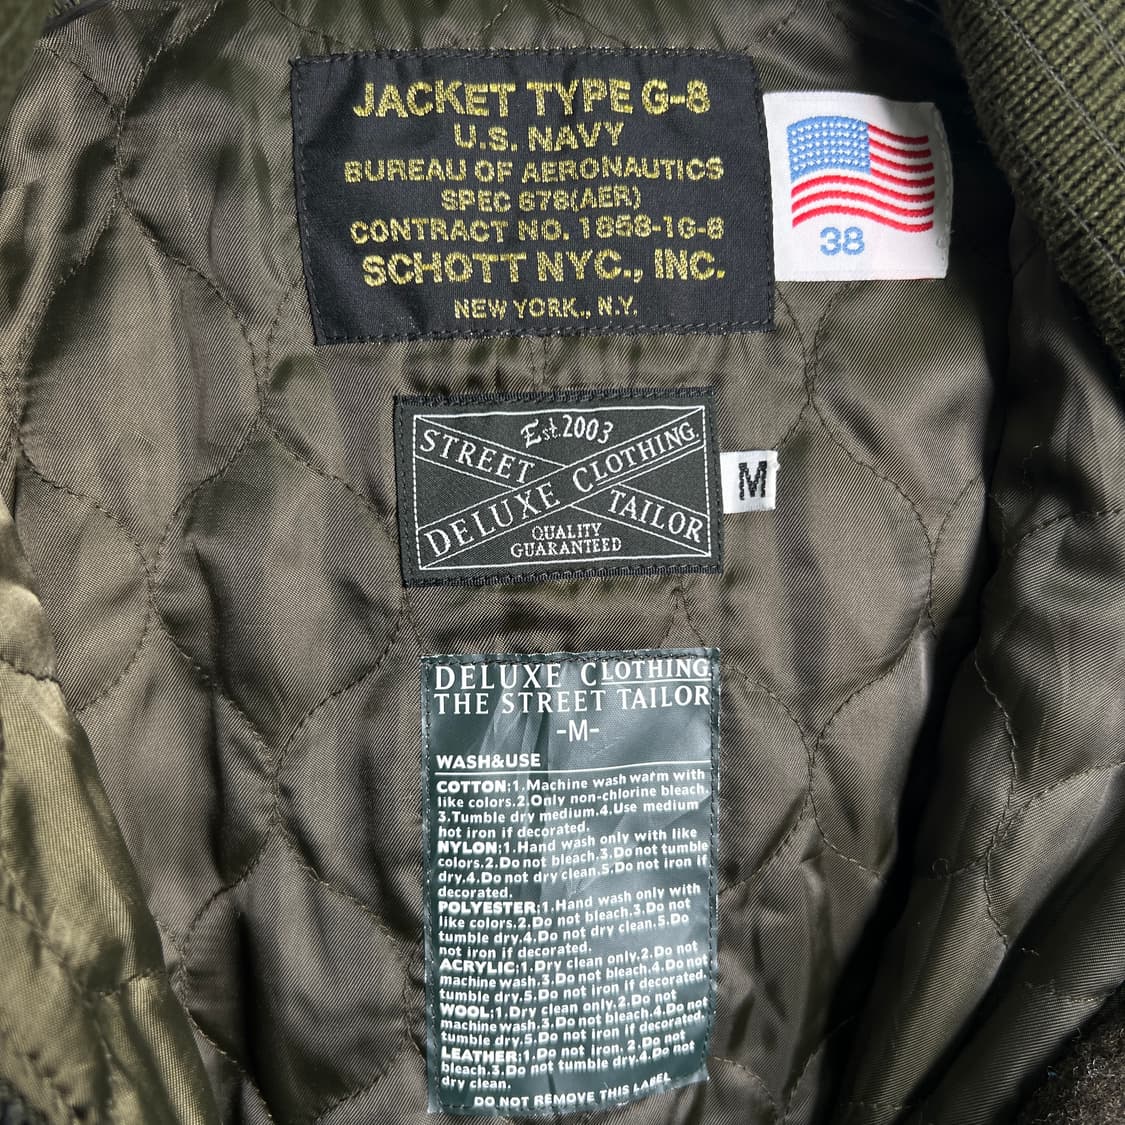 JACKET TYPE G-8
U.S. NAVY
BUREAU OF AERONAUTICS
SPEC 678(AER)
CONTRACT NO. 1858-1G-8
SCHOTT NYC., INC.
NEW YORK., N.Y.
38
Est.2003
STREET TAILOR
DELUXE CLOTHING.
QUALITY
GUARANTEED
M
DELUXE CLOTHING.
THE STREET TAILOR
-M-
WASH&USE
COTTON;1.Machine wash warm with
like colors.2.Only non-chlorine bleach.
3.Tumble dry medium.4.Use medium
hot iron if decorated.
NYLON;1.Hand wash only with like
colors.2.Do not bleach.3.Do not tumble
dry.4.Do not dry clean.5.Do not iron if
decorated.
POLYESTER;1.Hand wash only with
like colors.2.Do not bleach.3.Do not
tumble dry.4.Do not dry clean.5.Do
not iron if decorated.
ACRYLIC;1.Dry clean only.2.Do not
machine wash.3.Do not bleach.4.Do not
tumble dry.5.Do not iron if decorated.
WOOL;1.Dry clean only.2.Do not
machine wash.3.Do not bleach.4.Do not
tumble dry.5.Do not iron if decorated.
LEATHER;1.Do not iron. 2.Do not
bleach.3.Do not tumble dry.4.Do not
dry clean.
DO NOT REMOVE THIS LABEL